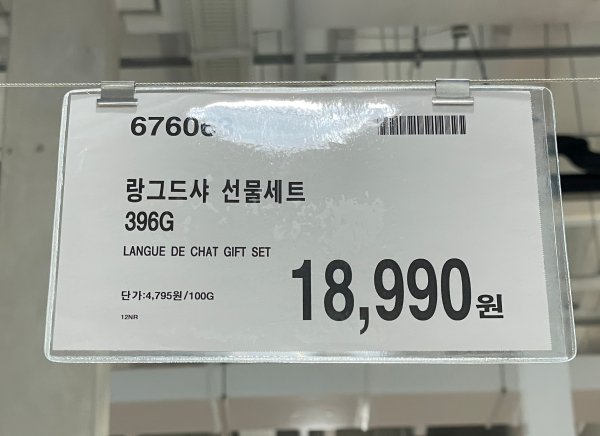 랑그드샤 선물세트
396G
LANGUE DE CHAT GIFT SET
단가:4,795원/100G
18,990원
12NR